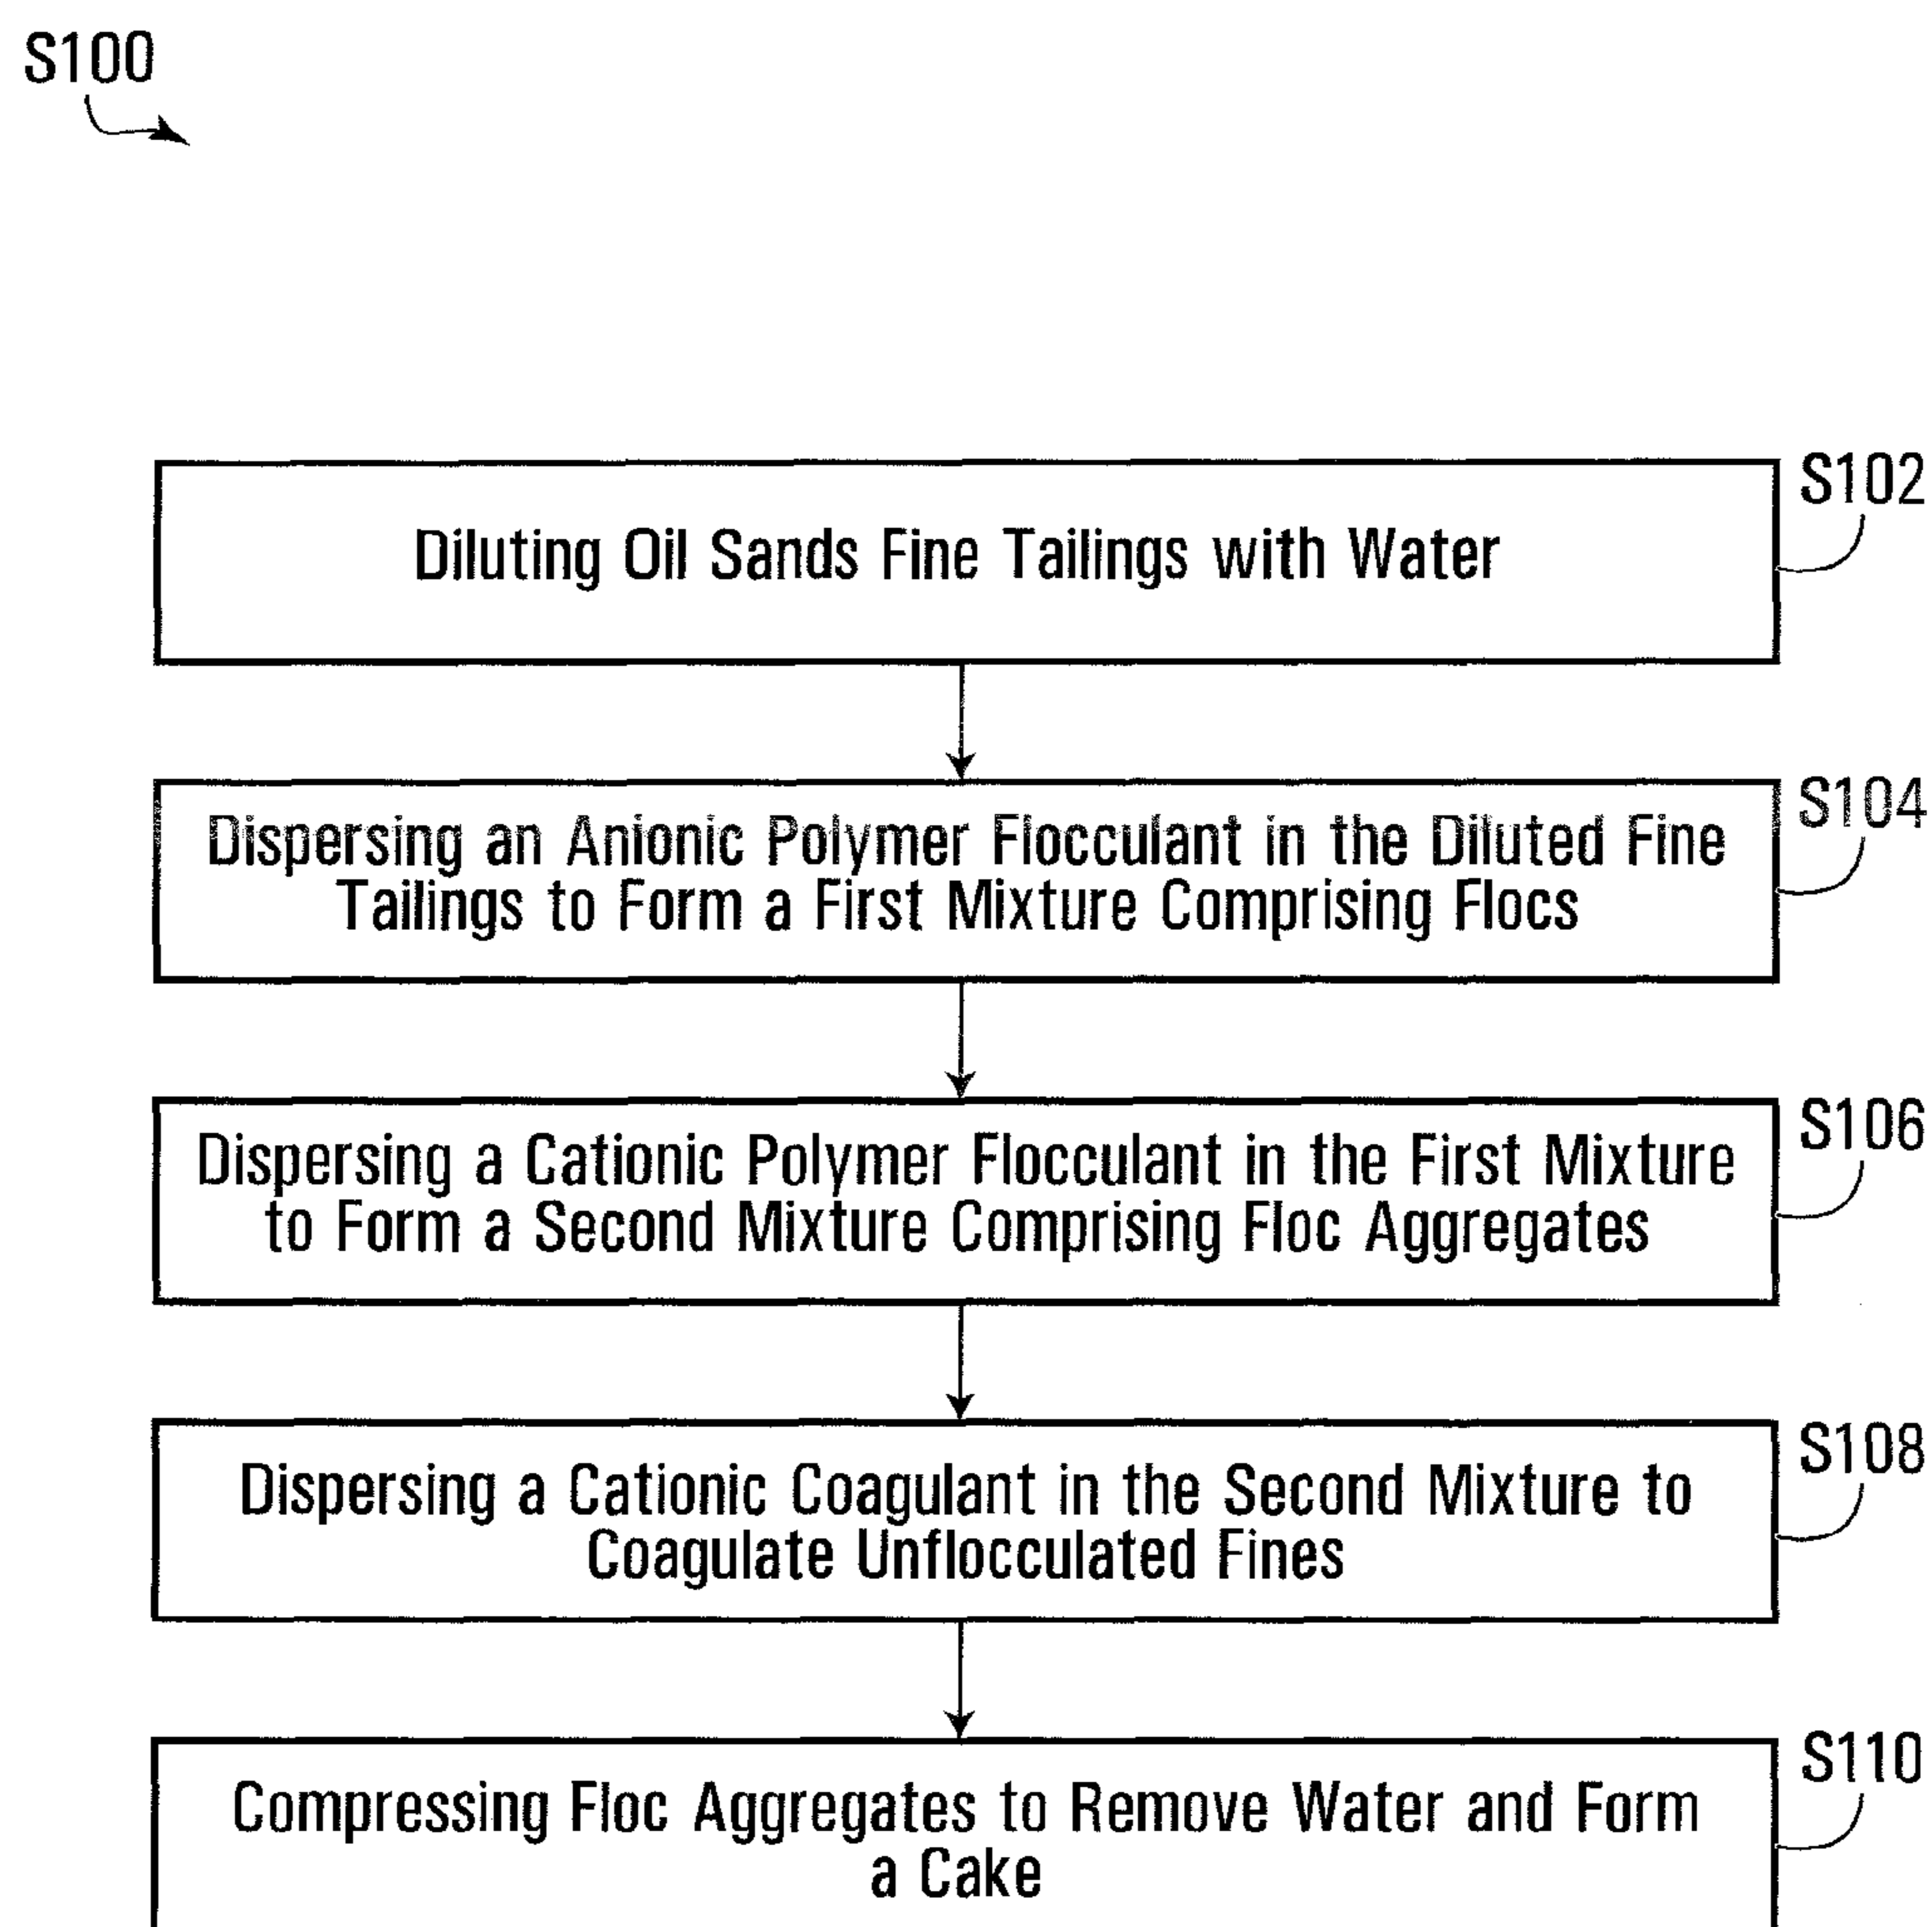 S100
S102
Diluting Oil Sands Fine Tailings with Water
S104
Dispersing an Anionic Polymer Flocculant in the Diluted Fine
Tailings to Form a First Mixture Comprising Flocs
S106
Dispersing a Cationic Polymer Flocculant in the First Mixture
to Form a Second Mixture Comprising Floc Aggregates
S108
Dispersing a Cationic Coagulant in the Second Mixture to
Coagulate Unflocculated Fines
S110
Compressing Floc Aggregates to Remove Water and Form
a Cake